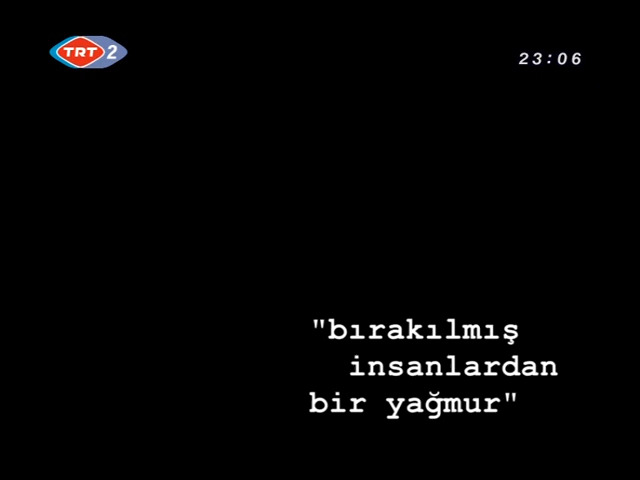 TRT 2
23:06
"bırakılmış
insanlardan
bir yağmur"